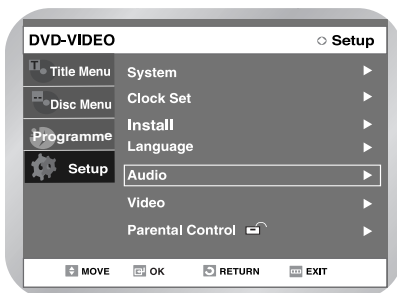 DVD-VIDEO
Setup
Title Menu
Disc Menu
Programme
Setup
System
Clock Set
Install
Language
Audio
Video
Parental Control
MOVE
OK
RETURN
EXIT